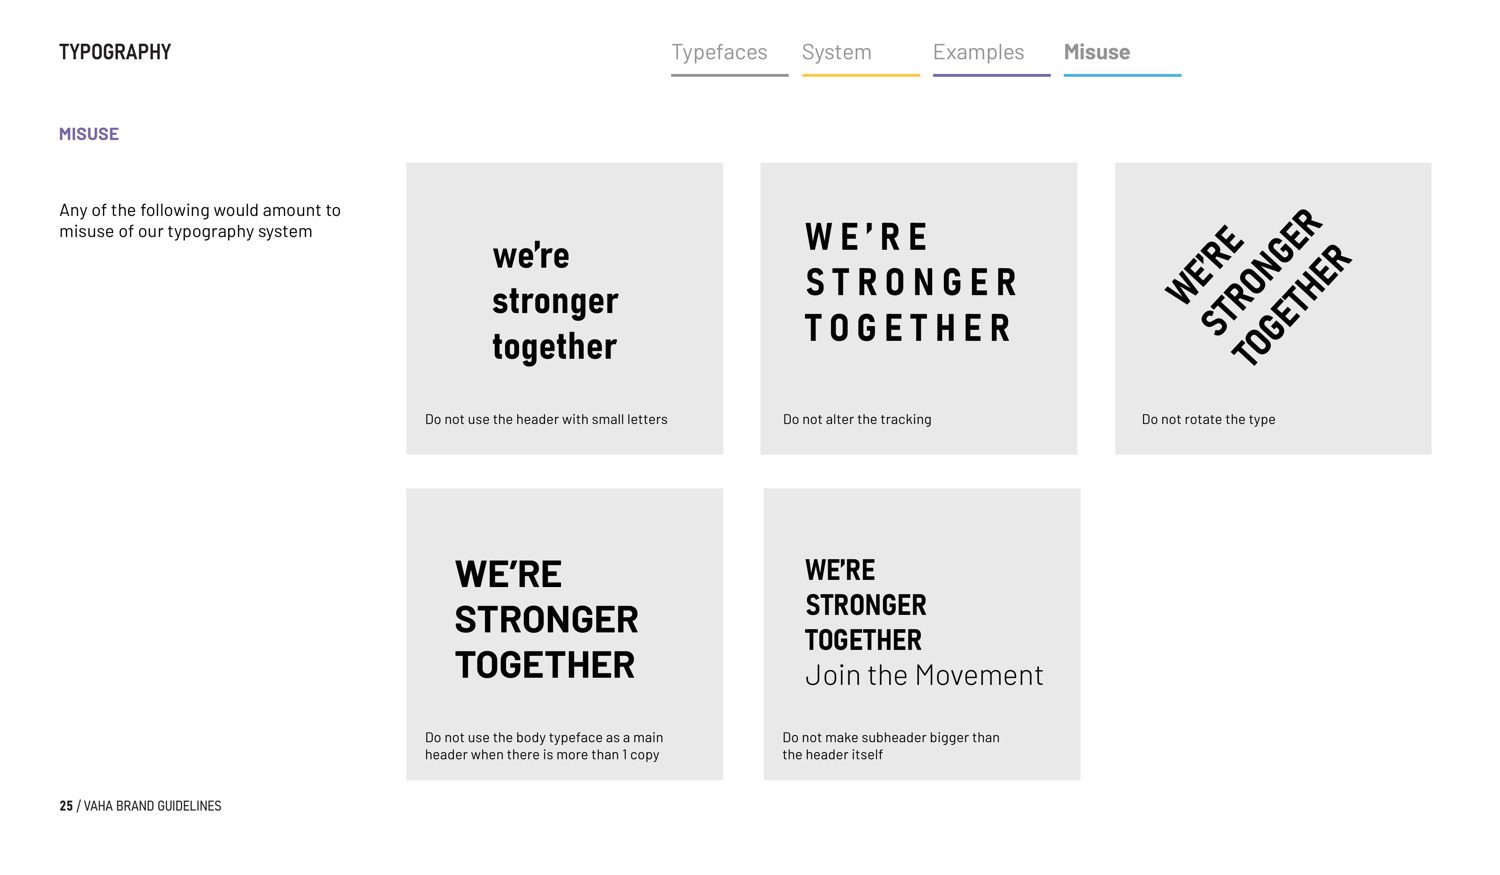 TYPOGRAPHY
Typefaces
System
Examples
Misuse
MISUSE
Any of the following would amount to
misuse of our typography system
we’re
stronger
together
Do not use the header with small letters
WE’RE
STRONGER
TOGETHER
Do not alter the tracking
WE’RE
STRONGER
TOGETHER
Do not rotate the type
WE’RE
STRONGER
TOGETHER
Do not use the body typeface as a main
header when there is more than 1 copy
WE’RE
STRONGER
TOGETHER
Join the Movement
Do not make subheader bigger than
the header itself
25 / VAHA BRAND GUIDELINES